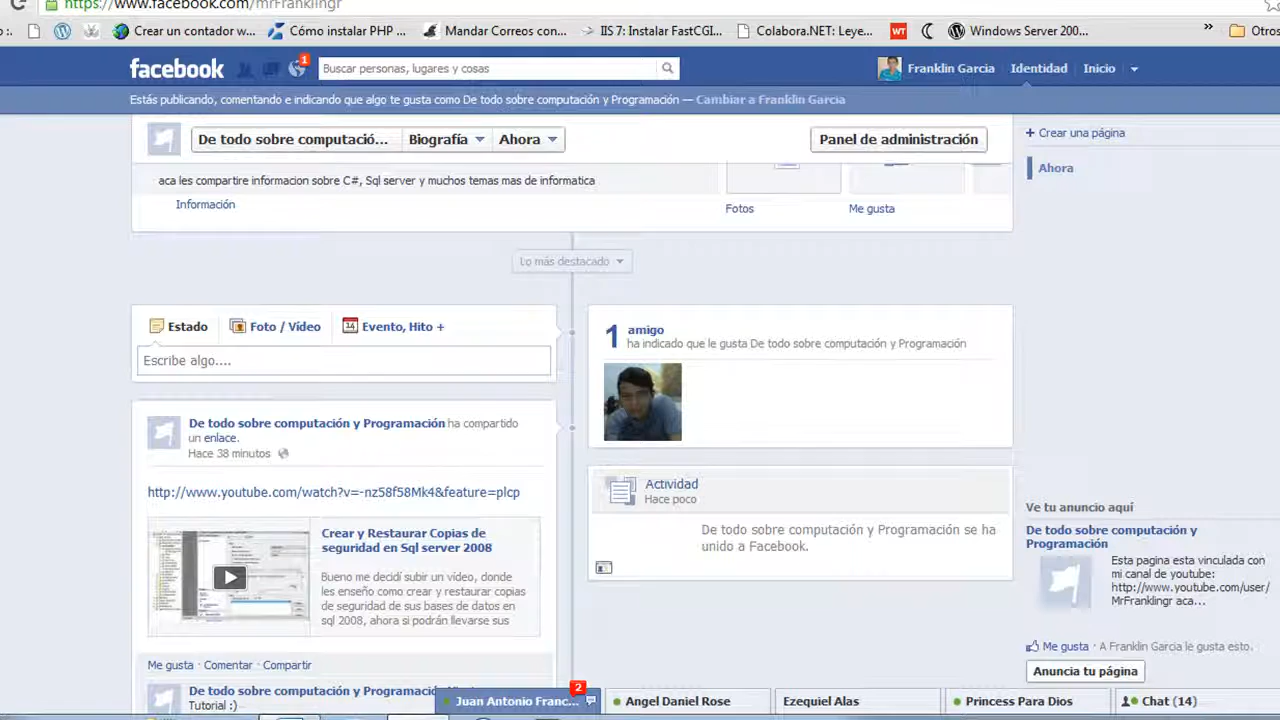 https://www.facebook.com/mrFranklingr
Crear un contador w... Cómo instalar PHP ... Mandar Correos con... IIS 7: Instalar FastCGI... Colabora.NET: Leye... WT Windows Server 200... » Otros
facebook 1 Buscar personas, lugares y cosas Franklin Garcia Identidad Inicio
Estás publicando, comentando e indicando que algo te gusta como De todo sobre computación y Programación — Cambiar a Franklin Garcia
De todo sobre computació... Biografía Ahora Panel de administración
+ Crear una página
Ahora
aca les compartire informacion sobre C#, Sql server y muchos temas mas de informatica
Información
Fotos Me gusta
Lo más destacado
Estado Foto / Vídeo 14 Evento, Hito +
Escribe algo....
1 amigo
ha indicado que le gusta De todo sobre computación y Programación
De todo sobre computación y Programación ha compartido
un enlace.
Hace 38 minutos
http://www.youtube.com/watch?v=-nz58f58Mk4&feature=plcp
Crear y Restaurar Copias de
seguridad en Sql server 2008
Bueno me decidí subir un vídeo, donde
les enseño como crear y restaurar copias
de seguridad de sus bases de datos en
sql 2008, ahora si podrán llevarse sus
Me gusta · Comentar · Compartir
De todo sobre computación y Programació
Tutorial :)
Actividad
Hace poco
De todo sobre computación y Programación se ha
unido a Facebook.
Ve tu anuncio aquí
De todo sobre computación y
Programación
Esta pagina esta vinculada
con mi canal de youtube:
http://www.youtube.com/user/
MrFranklingr aca...
Me gusta · A Franklin Garcia le gusta esto.
Anuncia tu página
Juan Antonio Franc... 2 Angel Daniel Rose Ezequiel Alas Princess Para Dios Chat (14)